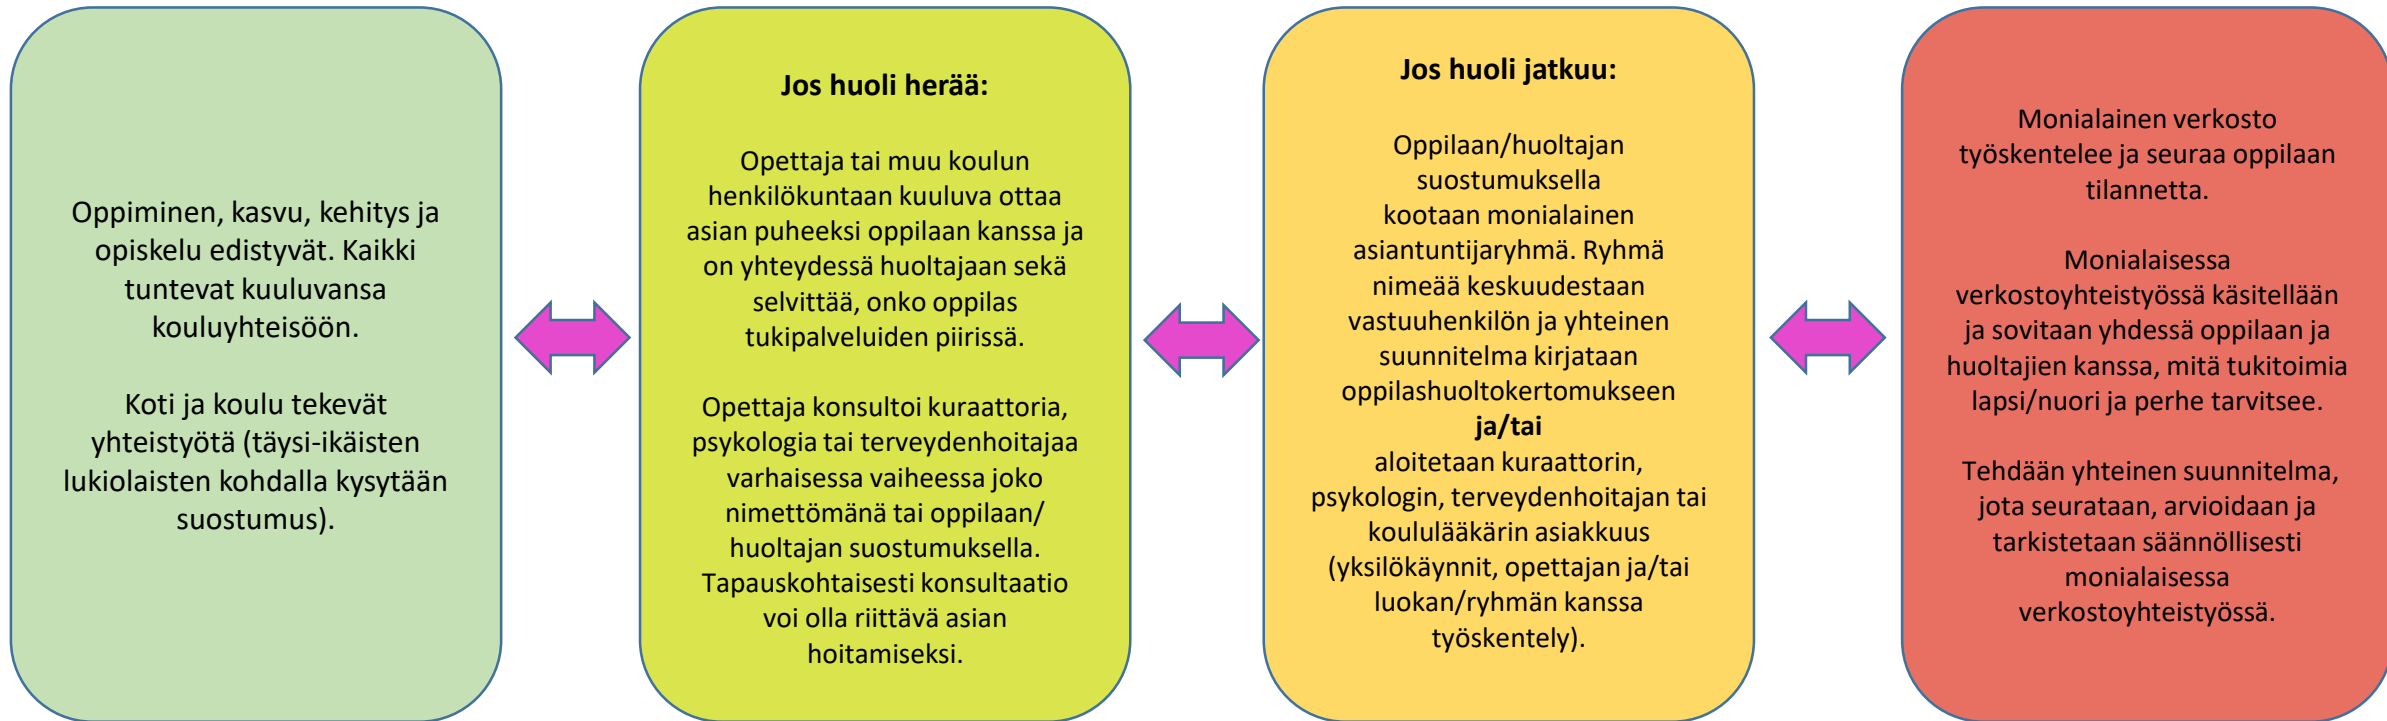 Oppiminen, kasvu, kehitys ja
opiskelu edistyvät. Kaikki
tuntevat kuuluvansa
kouluyhteisöön.
Koti ja koulu tekevät
yhteistyötä (täysi-ikäisten
lukiolaisten kohdalla kysytään
suostumus).
Jos huoli herää:
Opettaja tai muu koulun
henkilökuntaan kuuluva ottaa
asian puheeksi oppilaan kanssa ja
on yhteydessä huoltajaan sekä
selvittää, onko oppilas
tukipalveluiden piirissä.
Opettaja konsultoi kuraattoria,
psykologia tai terveydenhoitajaa
varhaisessa vaiheessa joko
nimettömänä tai oppilaan/
huoltajan suostumuksella.
Tapauskohtaisesti konsultaatio
voi olla riittävä asian
hoitamiseksi.
Jos huoli jatkuu:
Oppilaan/huoltajan
suostumuksella
kootaan monialainen
asiantuntijaryhmä. Ryhmä
nimeää keskuudestaan
vastuuhenkilön ja yhteinen
suunnitelma kirjataan
oppilashuoltokertomukseen
ja/tai
aloitetaan kuraattorin,
psykologin, terveydenhoitajan tai
koululääkärin asiakkuus
(yksilökäynnit, opettajan ja/tai
luokan/ryhmän kanssa
työskentely).
Monialainen verkosto
työskentelee ja seuraa oppilaan
tilannetta.
Monialaisessa
verkostoyhteistyössä käsitellään
ja sovitaan yhdessä oppilaan ja
huoltajien kanssa, mitä tukitoimia
lapsi/nuori ja perhe tarvitsee.
Tehdään yhteinen suunnitelma,
jota seurataan, arvioidaan ja
tarkistetaan säännöllisesti
monialaisessa
verkostoyhteistyössä.